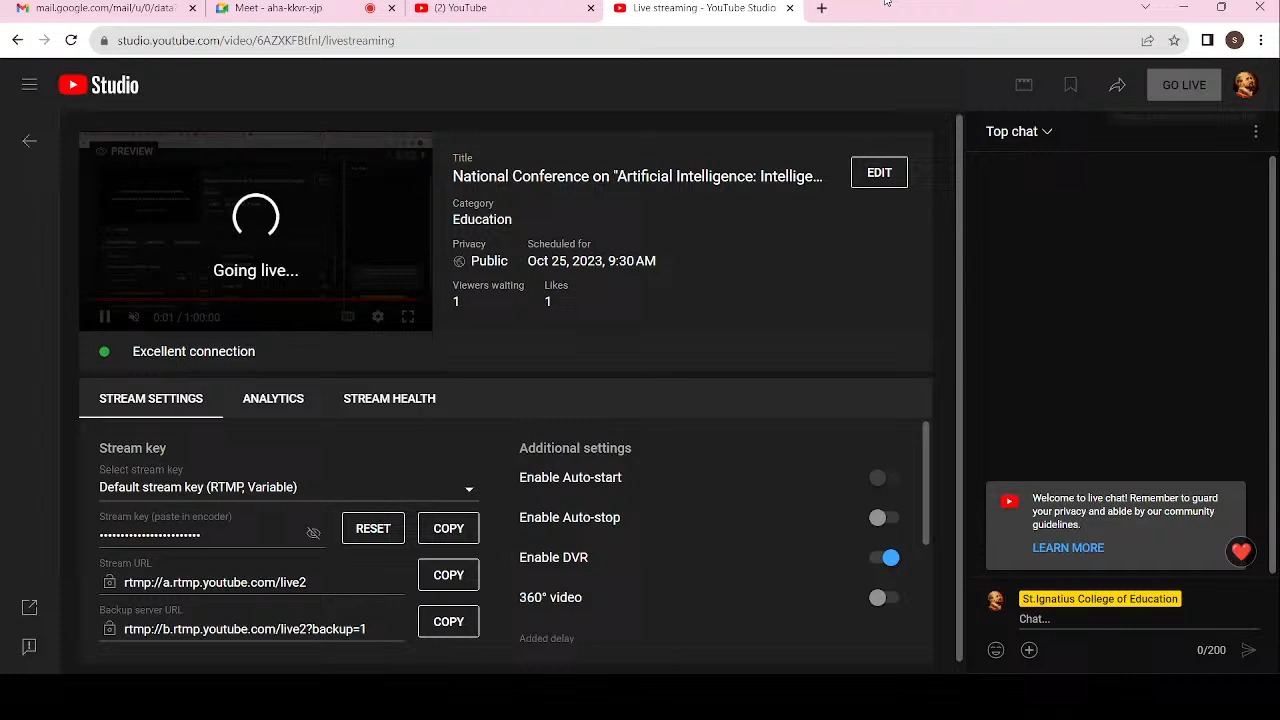 mail.google.com/mail/u/0/data:
Meet - aha-kkvr-xjp
(2) YouTube
Live streaming - YouTube Studio
studio.youtube.com/video/6AZXKFBtfnI/livestreaming
S
Studio
GO LIVE
PREVIEW
Going live...
0:01 / 1:00:00
Title
National Conference on "Artificial Intelligence: Intellige...
EDIT
Category
Education
Privacy
Public
Scheduled for
Oct 25, 2023, 9:30 AM
Viewers waiting
1
Likes
1
Excellent connection
STREAM SETTINGS
ANALYTICS
STREAM HEALTH
Stream key
Select stream key
Default stream key (RTMP, Variable)
Stream key (paste in encoder)
••••••••••••••••••••••••
RESET
COPY
Stream URL
rtmp://a.rtmp.youtube.com/live2
COPY
Backup server URL
rtmp://b.rtmp.youtube.com/live2?backup=1
COPY
Additional settings
Enable Auto-start
Enable Auto-stop
Enable DVR
360° video
Added delay
Top chat
Welcome to live chat! Remember to guard
your privacy and abide by our community
guidelines.
LEARN MORE
St.Ignatius College of Education
Chat...
0/200